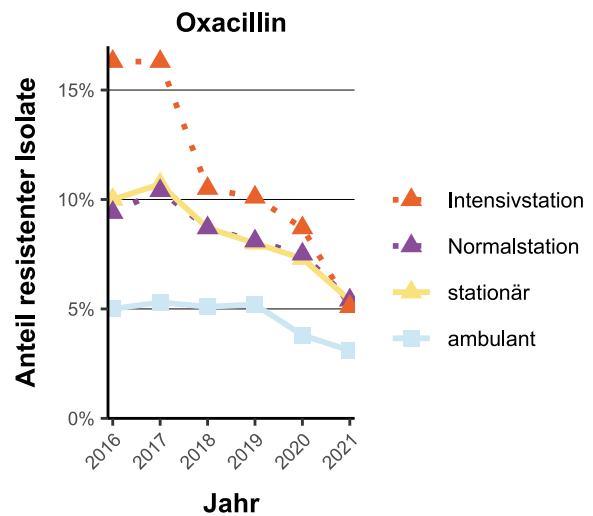 Oxacillin
Anteil resistenter Isolate
15%
10%
5%
0%
2016
2017
2018
2019
2020
2021
Jahr
Intensivstation
Normalstation
stationär
ambulant